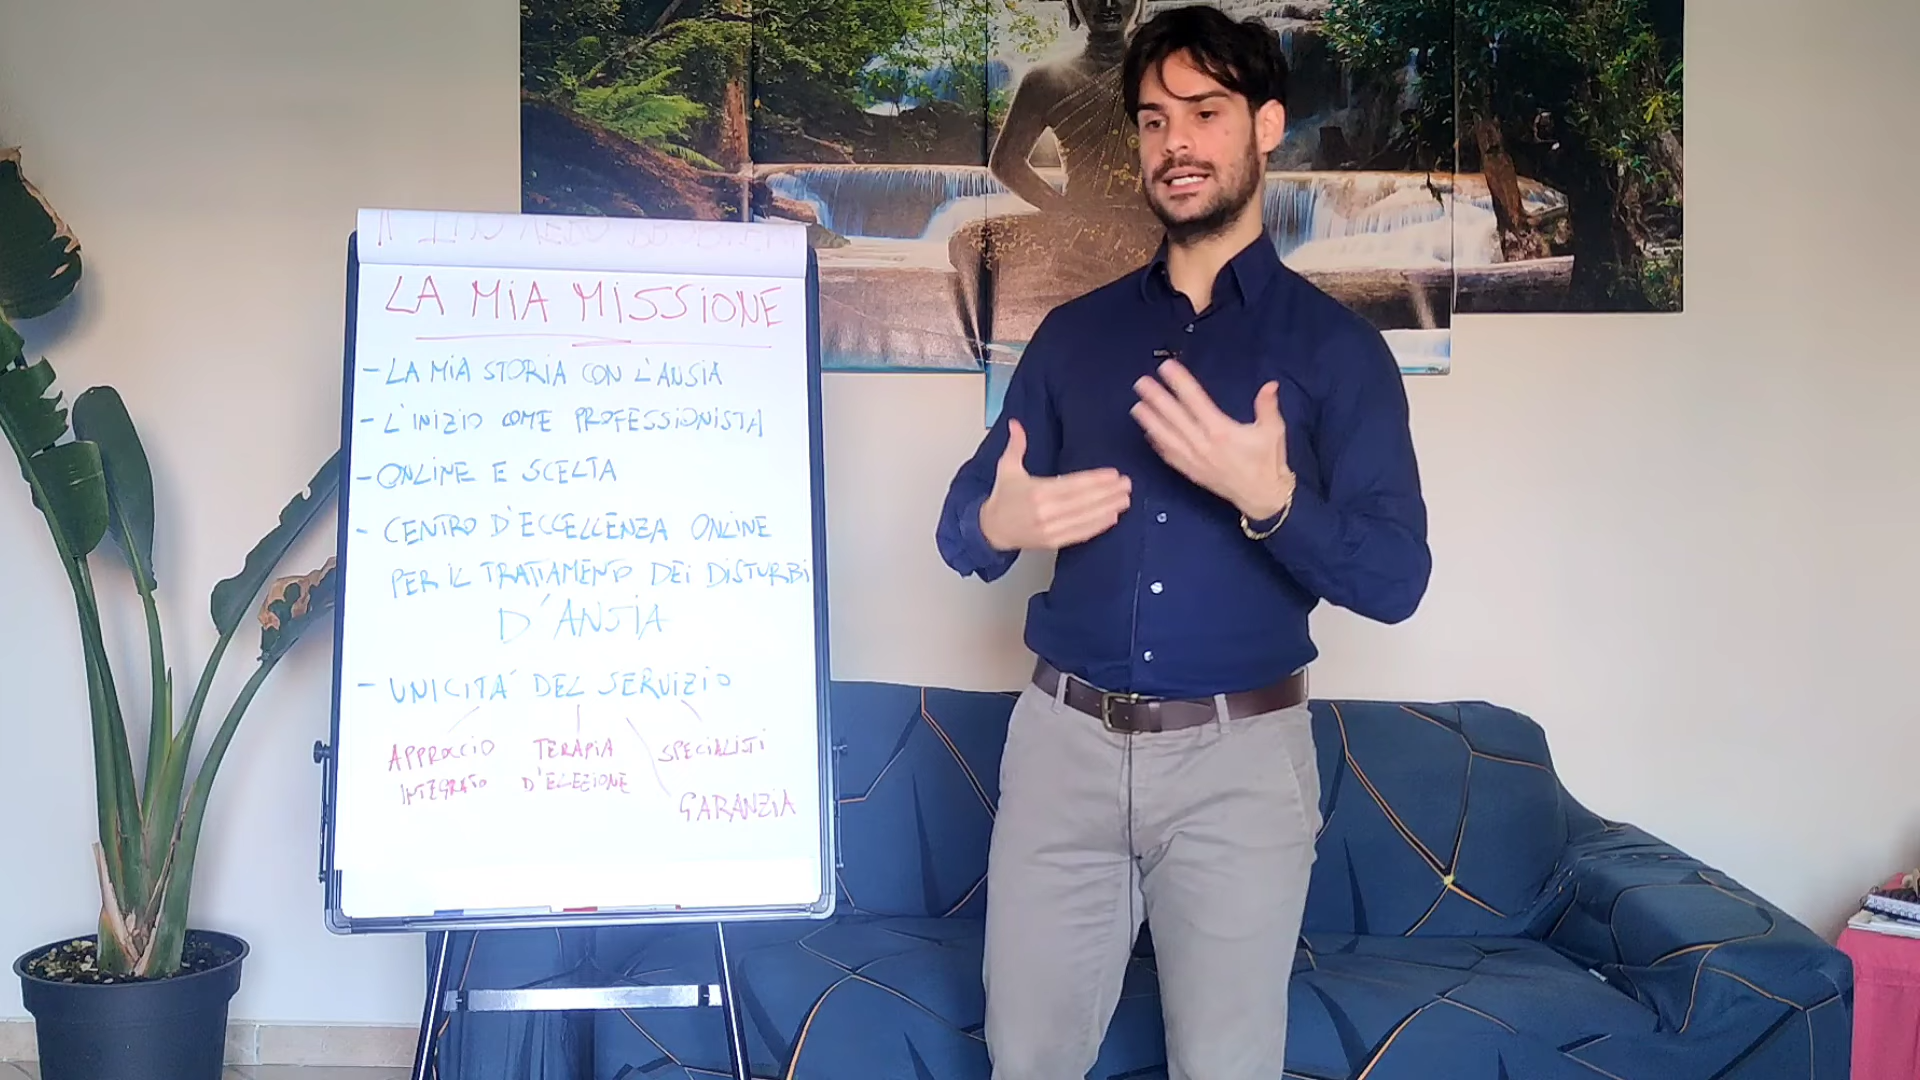 LA MIA MISSIONE
- LA MIA STORIA CON L'ANSIA
- L'INIZIO COME PROFESSIONISTA
- ONLINE E SCELTA
- CENTRO D'ECCELLENZA ONLINE
PER IL TRATTAMENTO DEI DISTURBI
D'ANSIA
- UNICITA' DEL SERVIZIO
APPROCCIO TERAPIA SPECIALISTI
INTEGRATO D'ELEZIONE
GARANZIA